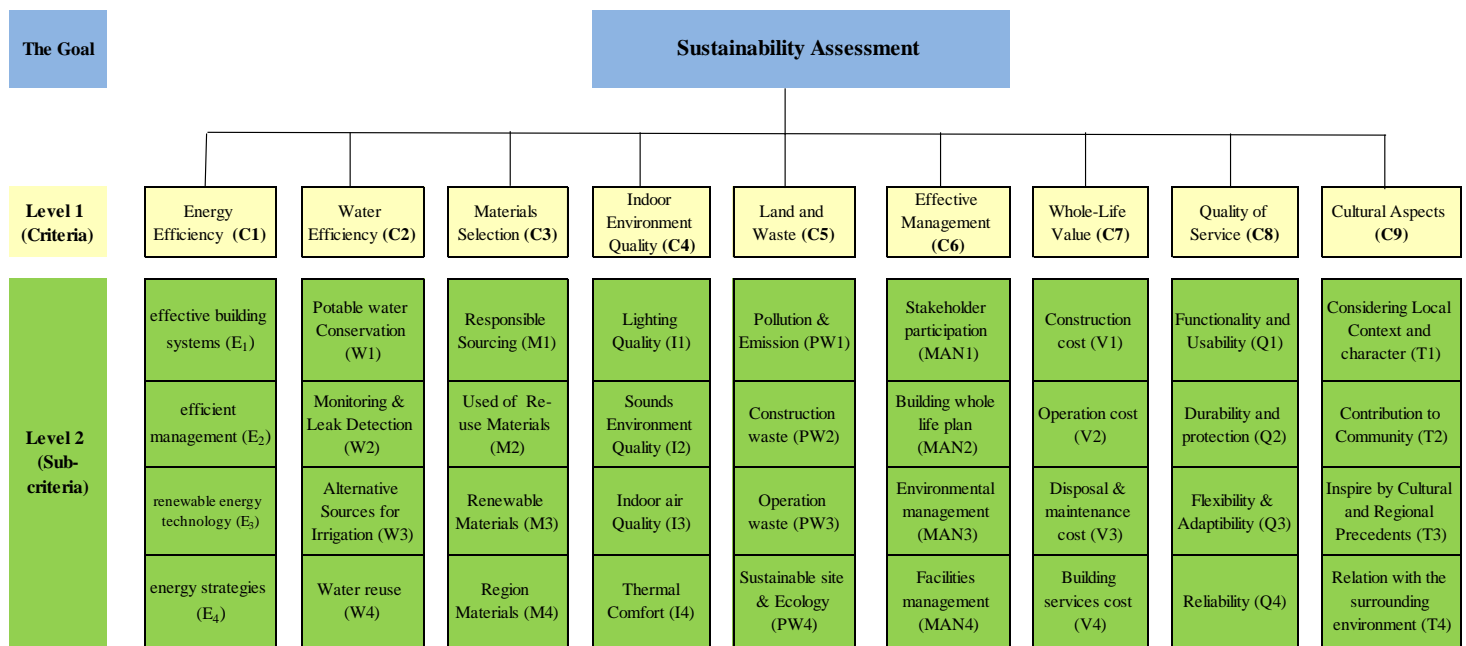 The Goal
Sustainability Assessment
Level 1
(Criteria)
Energy
Efficiency (C1)
Water
Efficiency (C2)
Materials
Selection (C3)
Indoor
Environment
Quality (C4)
Land and
Waste (C5)
Effective
Management
(C6)
Whole-Life
Value (C7)
Quality of
Service (C8)
Cultural Aspects
(C9)
Level 2
(Sub-
criteria)
effective building
systems (E₁)
Potable water
Conservation
(W1)
Responsible
Sourcing (M1)
Lighting
Quality (I1)
Pollution &
Emission (PW1)
Stakeholder
participation
(MAN1)
Construction
cost (V1)
Functionality and
Usability (Q1)
Considering Local
Context and
character (T1)
efficient
management (E₂)
Monitoring &
Leak Detection
(W2)
Used of Re-
use Materials
(M2)
Sounds
Environment
Quality (I2)
Construction
waste (PW2)
Building whole
life plan
(MAN2)
Operation cost
(V2)
Durability and
protection (Q2)
Contribution to
Community (T2)
renewable energy
technology (E₃)
Alternative
Sources for
Irrigation (W3)
Renewable
Materials (M3)
Indoor air
Quality (I3)
Operation
waste (PW3)
Environmental
management
(MAN3)
Disposal &
maintenance
cost (V3)
Flexibility &
Adaptibility (Q3)
Inspire by Cultural
and Regional
Precedents (T3)
energy strategies
(E₄)
Water reuse
(W4)
Region
Materials (M4)
Thermal
Comfort (I4)
Sustainable site
& Ecology
(PW4)
Facilities
management
(MAN4)
Building
services cost
(V4)
Reliability (Q4)
Relation with the
surrounding
environment (T4)